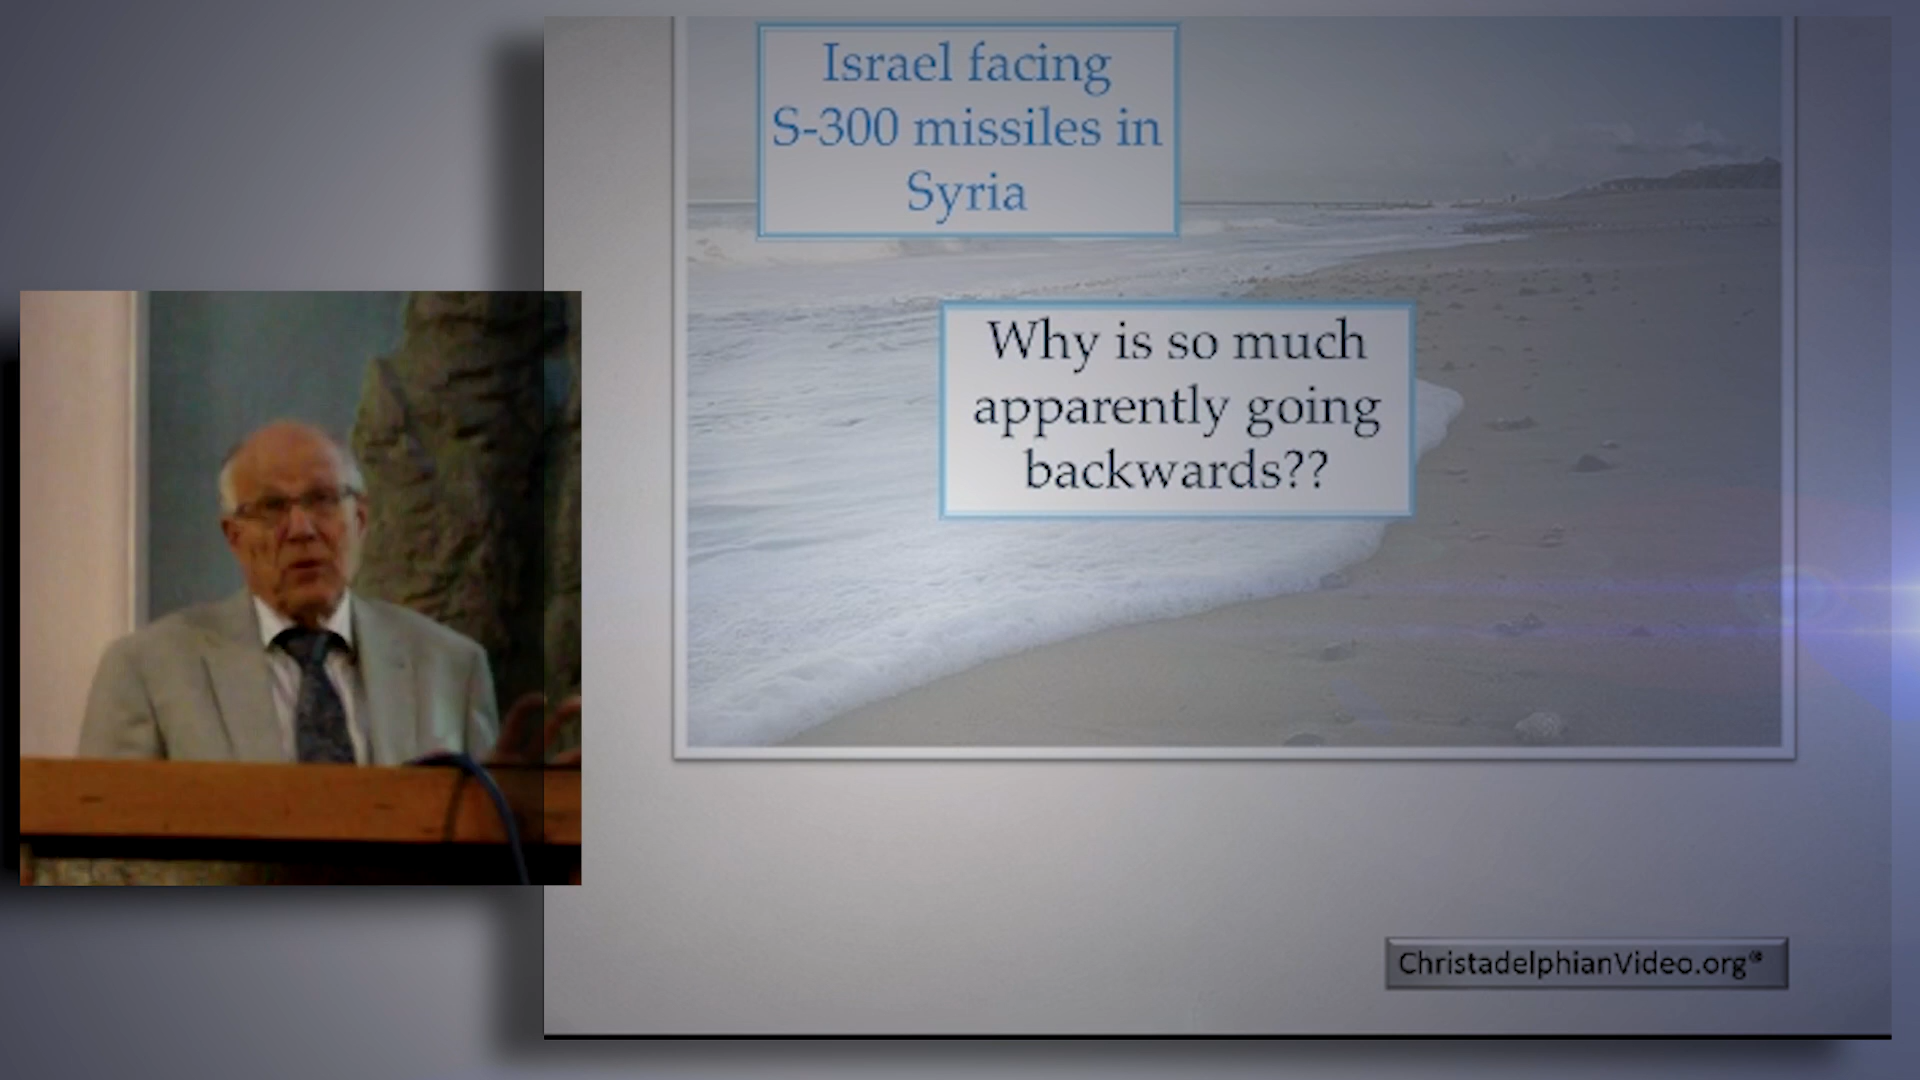 Israel facing
S-300 missiles in
Syria
Why is so much
apparently going
backwards??
ChristadelphianVideo.org®